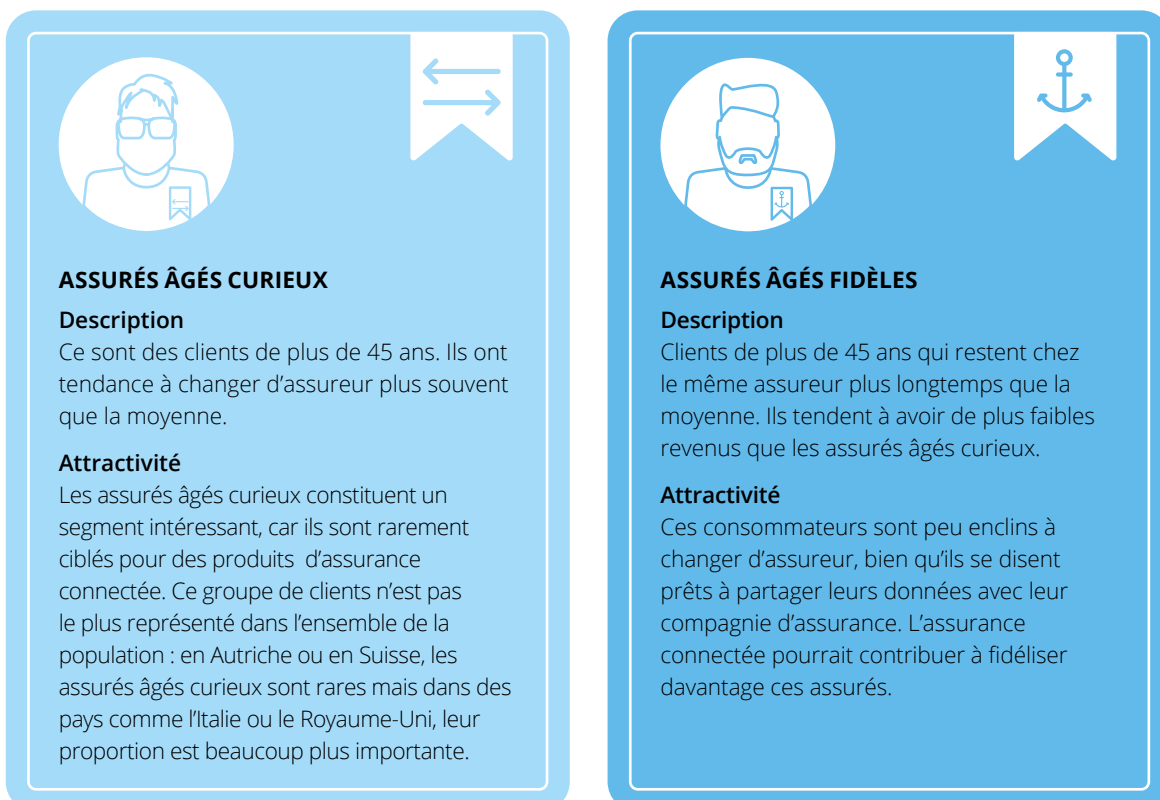 ASSURÉS ÂGÉS CURIEUX
Description
Ce sont des clients de plus de 45 ans. Ils ont
tendance à changer d’assureur plus souvent
que la moyenne.
Attractivité
Les assurés âgés curieux constituent un
segment intéressant, car ils sont rarement
ciblés pour des produits  d’assurance
connectée. Ce groupe de clients n’est pas
le plus représenté dans l’ensemble de la
population : en Autriche ou en Suisse, les
assurés âgés curieux sont rares mais dans des
pays comme l’Italie ou le Royaume-Uni, leur
proportion est beaucoup plus importante.
ASSURÉS ÂGÉS FIDÈLES
Description
Clients de plus de 45 ans qui restent chez
le même assureur plus longtemps que la
moyenne. Ils tendent à avoir de plus faibles
revenus que les assurés âgés curieux.
Attractivité
Ces consommateurs sont peu enclins à
changer d’assureur, bien qu’ils se disent
prêts à partager leurs données avec leur
compagnie d’assurance. L’assurance
connectée pourrait contribuer à fidéliser
davantage ces assurés.